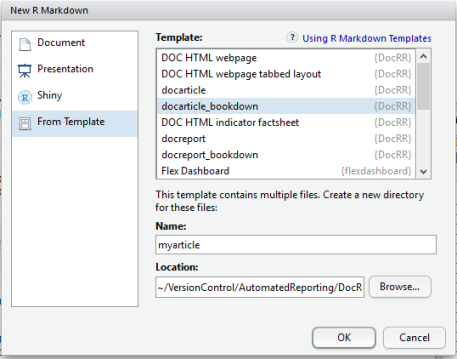 New R Markdown
Document
Presentation
Shiny
From Template
Template:
? Using R Markdown Templates
DOC HTML webpage {DocRR}
DOC HTML webpage tabbed layout {DocRR}
docarticle {DocRR}
docarticle_bookdown {DocRR}
DOC HTML indicator factsheet {DocRR}
docreport {DocRR}
docreport_bookdown {DocRR}
Flex Dashboard {flexdashboard}
This template contains multiple files. Create a new directory
for these files:
Name:
myarticle
Location:
~/VersionControl/AutomatedReporting/DocR
Browse...
OK
Cancel